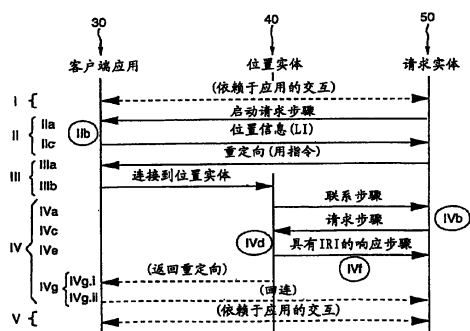 30 40 50
客户端应用 位置实体 请求实体
I (依赖于应用的交互)
II IIa 启动请求步骤
IIb
IIc 位置信息(LI)
重定向(用指令)
III IIIa
IIIb 连接到位置实体
IVa 联系步骤
IVb
IV IVc 请求步骤
IVd
IVe 具有IRI的响应步骤
IVf
(返回重定向)
IVg IVg.i
IVg.ii (回连)
(依赖于应用的交互)
V